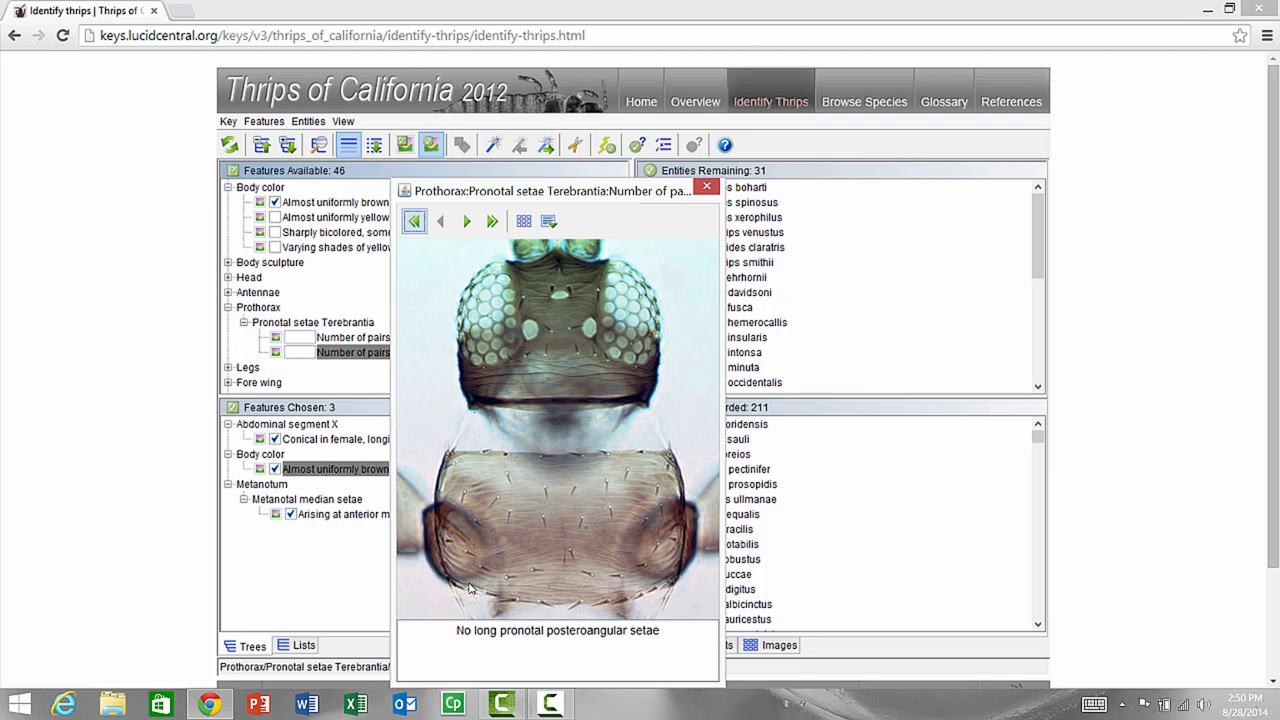 Identify thrips | Thrips of C
keys.lucidcentral.org/keys/v3/thrips_of_california/identify-thrips/identify-thrips.html
Thrips of California 2012
Home Overview Identify Thrips Browse Species Glossary References
Key Features Entities View
Features Available: 46
Body color
Almost uniformly brown
Almost uniformly yellow
Sharply bicolored, some
Varying shades of yellow
Body sculpture
Head
Antennae
Prothorax
Pronotal setae Terebrantia
Number of pairs
Number of pairs
Legs
Fore wing
Features Chosen: 3
Abdominal segment X
Conical in female, longi
Body color
Almost uniformly brown
Metanotum
Metanotal median setae
Arising at anterior m
Trees Lists
Prothorax/Pronotal setae Terebrantia/
Prothorax:Pronotal setae Terebrantia:Number of pa...
No long pronotal posteroangular setae
Entities Remaining: 31
s boharti
s spinosus
s xerophilus
ips venustus
ides claratris
ips smithii
ehrhornii
davidsoni
fusca
hemerocallis
insularis
intonsa
minuta
occidentalis
rded: 211
oridensis
sauli
oreios
pectinifer
prosopidis
s ullmanae
equalis
racilis
otabilis
obustus
uccae
digitus
albicinctus
auricestus
ts Images
2:50 PM
8/28/2014